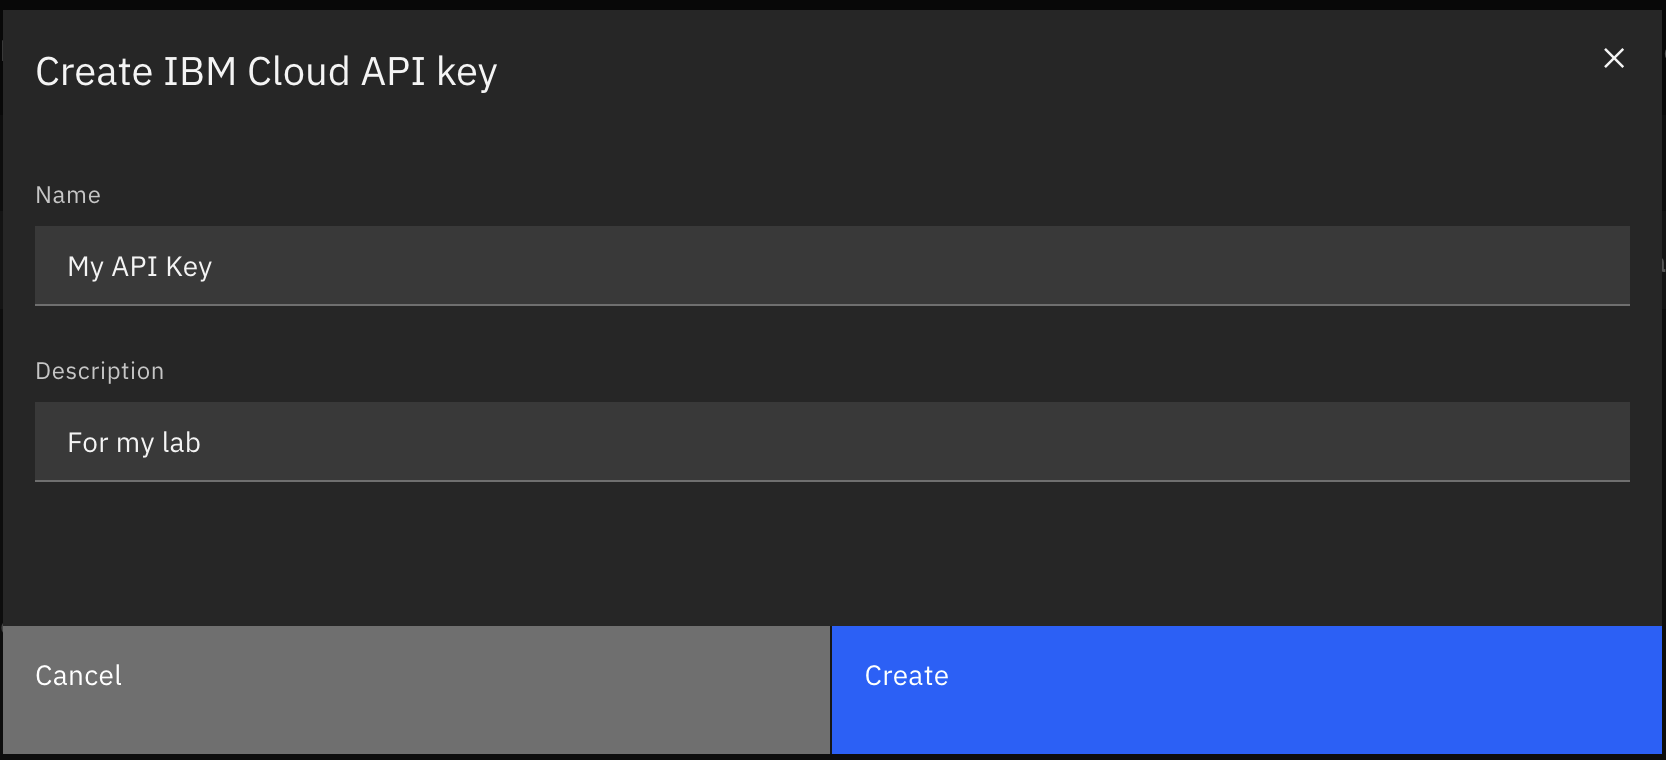 Create IBM Cloud API key
Name
My API Key
Description
For my lab
Cancel
Create